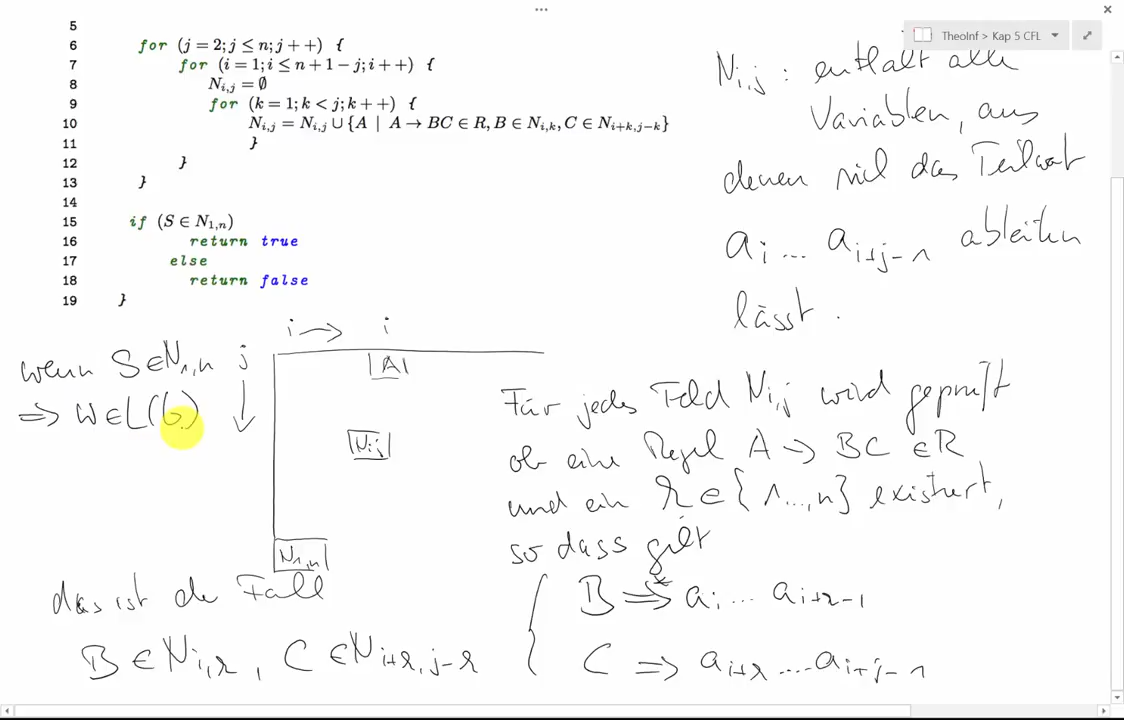 TheoInf > Kap 5 CFL
5
6 for (j = 2; j ≤ n; j++) {
7 for (i = 1; i ≤ n + 1 − j; i++) {
8 N_{i,j} = ∅
9 for (k = 1; k < j; k++) {
10 N_{i,j} = N_{i,j} ∪ {A | A → BC ∈ R, B ∈ N_{i,k}, C ∈ N_{i+k,j−k}}
11 }
12 }
13 }
14
15 if (S ∈ N_{1,n})
16 return true
17 else
18 return false
19 }
N_{i,j} : enthält alle
Variablen, aus
denen sich das Teilwort
a_i ... a_{i+j−1} ableiten
lässt.
i → i
wenn S ∈ N_{1,n} j
⇒ W ∈ L(G)
|A|
N_{ij}
N_{1,n}
Für jedes Feld N_{i,j} wird geprüft
ob eine Regel A → BC ∈ R
und ein k ∈ {1..., n} existiert,
so dass gilt
das ist der Fall
B ∈ N_{i,k}, C ∈ N_{i+k,j−k}
B ⇒* a_i ... a_{i+k−1}
C ⇒ a_{i+k} ... a_{i+j−1}